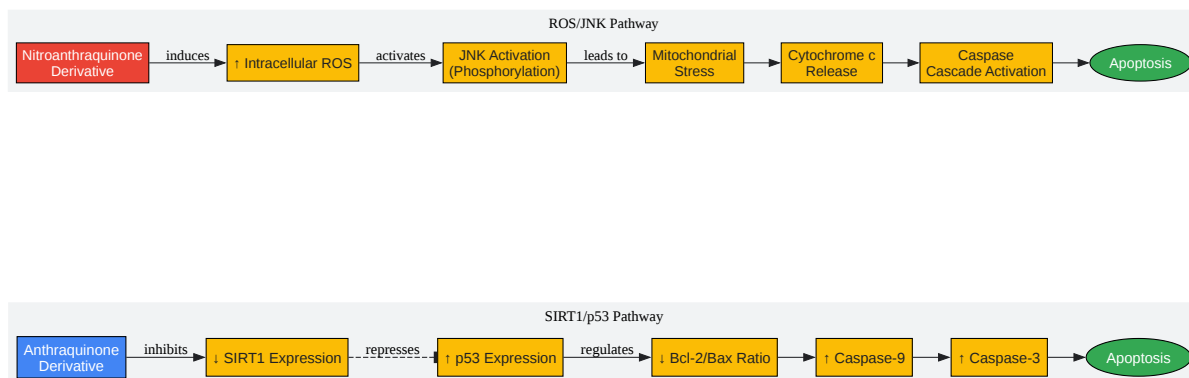 ROS/JNK Pathway
Nitroanthraquinone
Derivative
induces
↑ Intracellular ROS
activates
JNK Activation
(Phosphorylation)
leads to
Mitochondrial
Stress
Cytochrome c
Release
Caspase
Cascade Activation
Apoptosis
SIRT1/p53 Pathway
Anthraquinone
Derivative
inhibits
↓ SIRT1 Expression
represses
↑ p53 Expression
regulates
↓ Bcl-2/Bax Ratio
↑ Caspase-9
↑ Caspase-3
Apoptosis